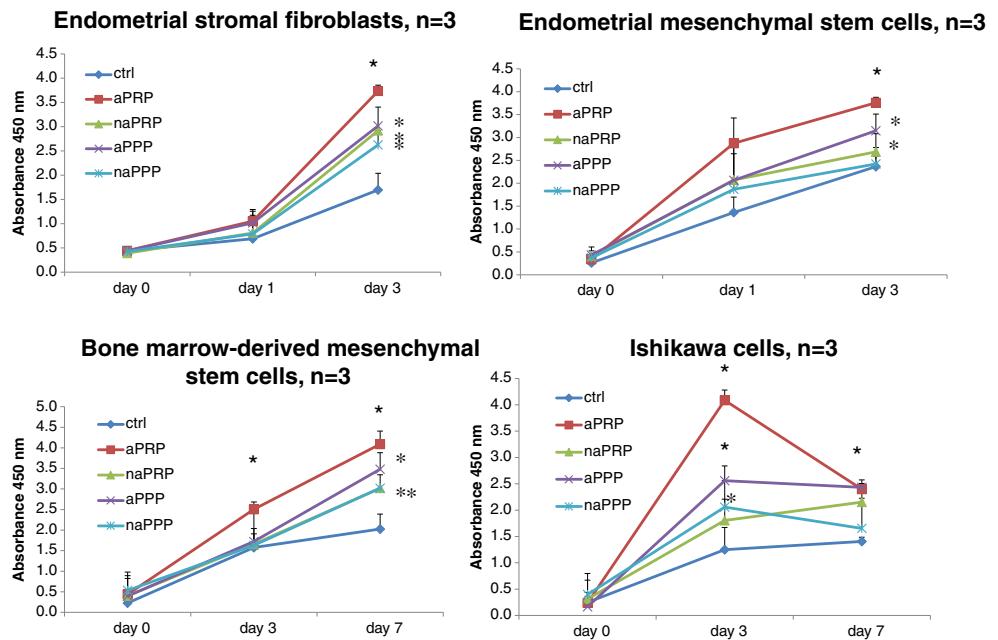 Endometrial stromal fibroblasts, n=3
Absorbance 450 nm
4.5
4.0
3.5
3.0
2.5
2.0
1.5
1.0
0.5
0.0
ctrl
aPRP
naPRP
aPPP
naPPP
*
*
*
*
day 0 day 1 day 3
Endometrial mesenchymal stem cells, n=3
Absorbance 450 nm
4.5
4.0
3.5
3.0
2.5
2.0
1.5
1.0
0.5
0.0
ctrl
aPRP
naPRP
aPPP
naPPP
*
*
*
day 0 day 1 day 3
Bone marrow-derived mesenchymal
stem cells, n=3
Absorbance 450 nm
5.0
4.5
4.0
3.5
3.0
2.5
2.0
1.5
1.0
0.5
0.0
ctrl
aPRP
naPRP
aPPP
naPPP
*
*
*
**
day 0 day 3 day 7
Ishikawa cells, n=3
Absorbance 450 nm
4.5
4.0
3.5
3.0
2.5
2.0
1.5
1.0
0.5
0.0
ctrl
aPRP
naPRP
aPPP
naPPP
*
*
*
*
day 0 day 3 day 7